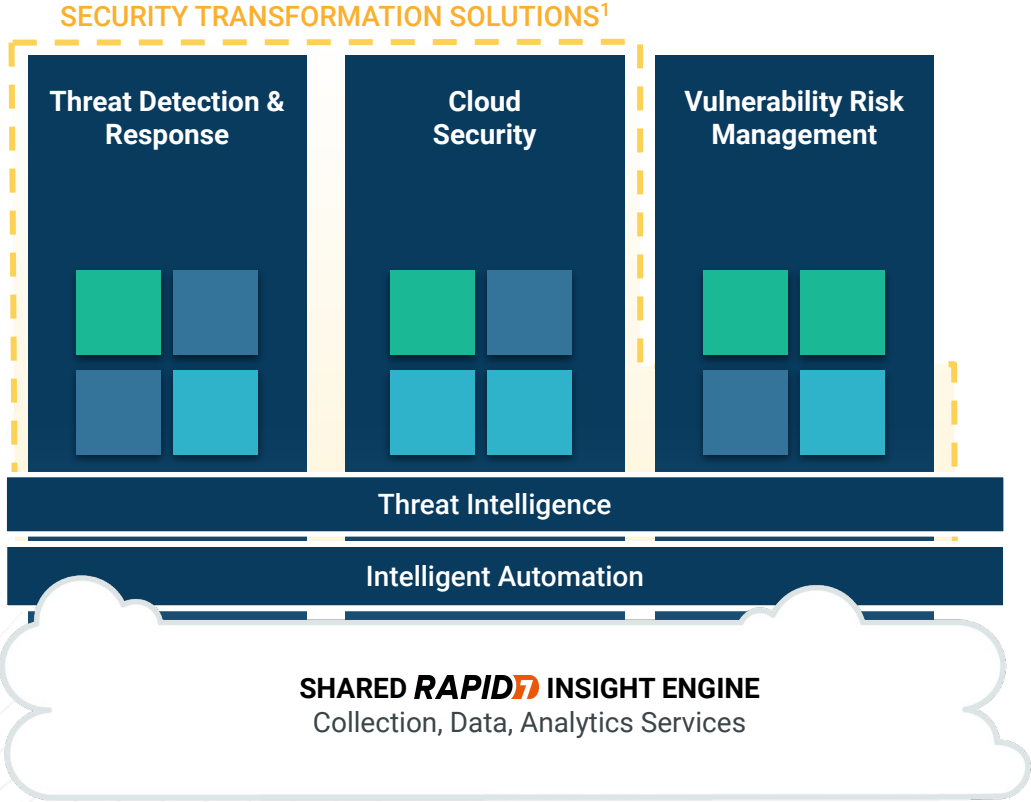 SECURITY TRANSFORMATION SOLUTIONS¹
Threat Detection &
Response
Cloud
Security
Vulnerability Risk
Management
Threat Intelligence
Intelligent Automation
SHARED RAPID7 INSIGHT ENGINE
Collection, Data, Analytics Services